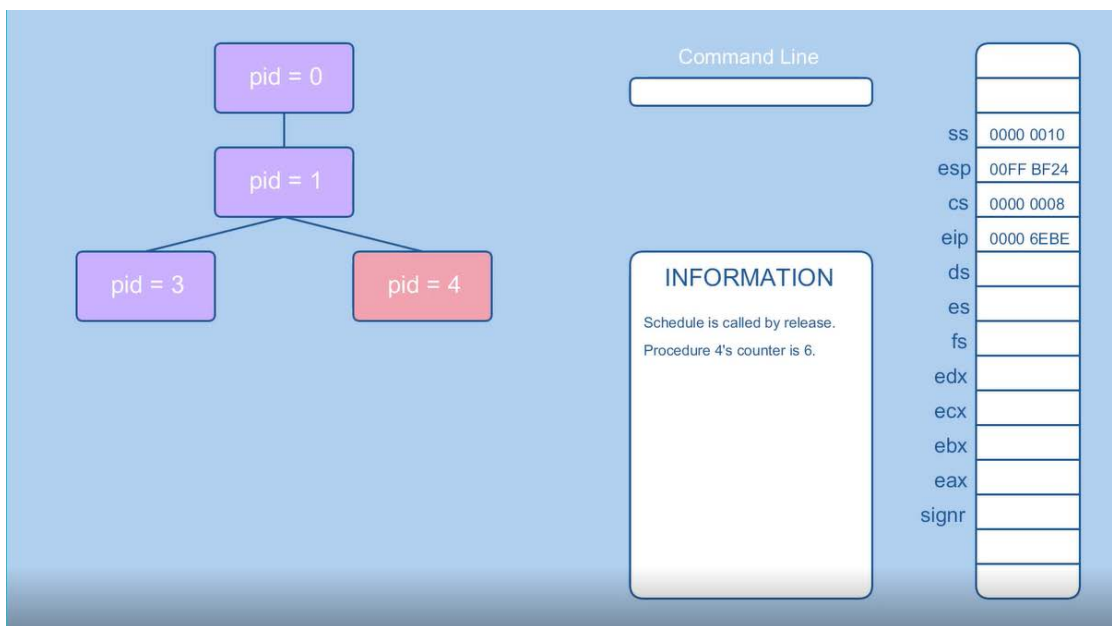 pid = 0
pid = 1
pid = 3
pid = 4
Command Line
INFORMATION
Schedule is called by release.
Procedure 4's counter is 6.
ss 0000 0010
esp 00FF BF24
cs 0000 0008
eip 0000 6EBE
ds
es
fs
edx
ecx
ebx
eax
signr